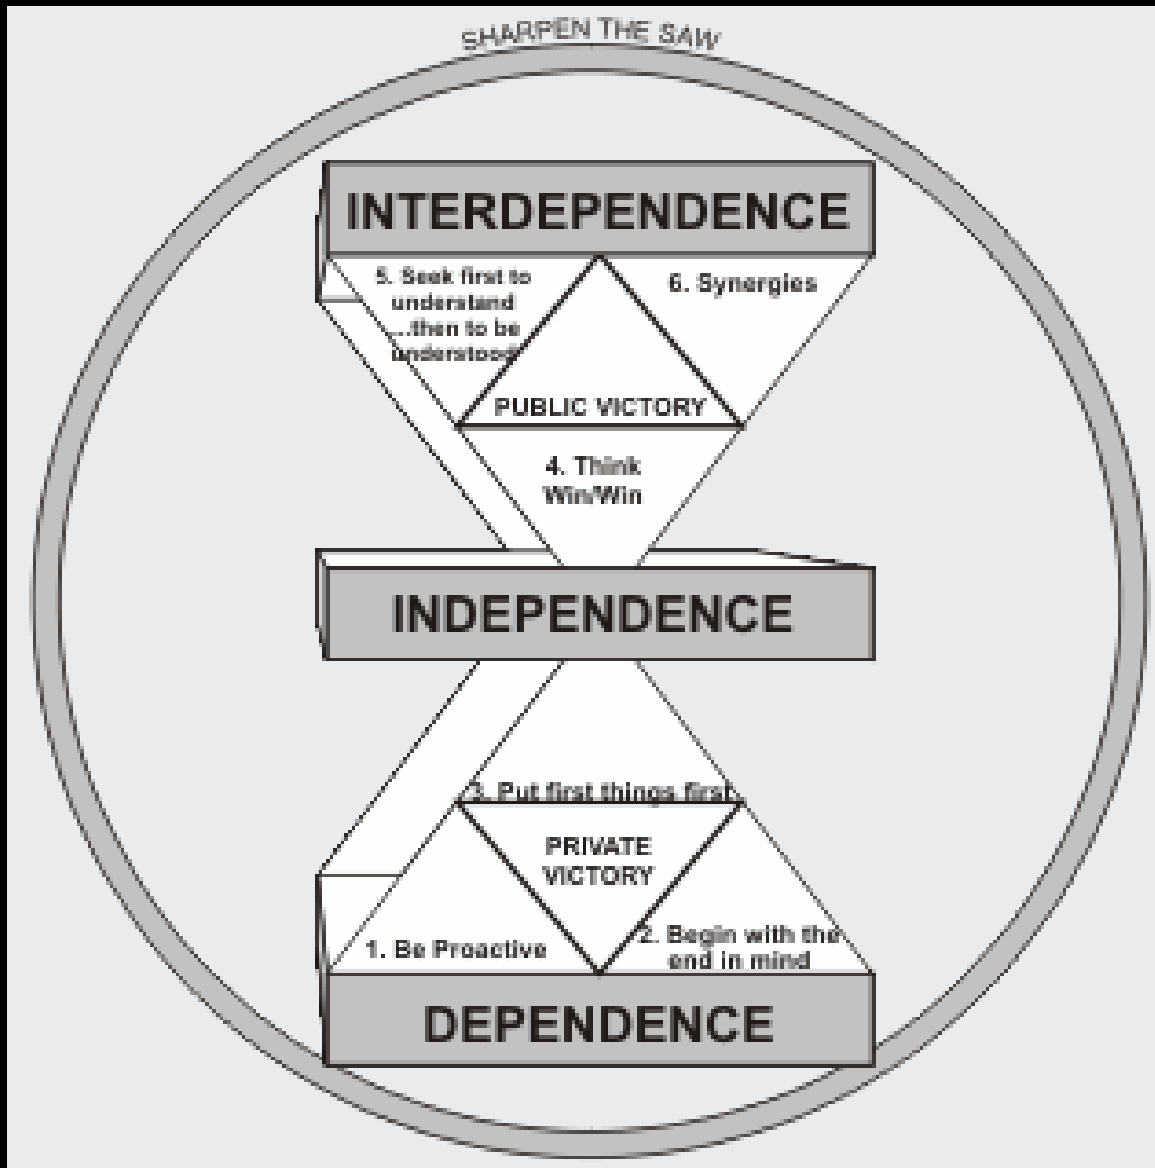 SHARPEN THE SAW
INTERDEPENDENCE
5. Seek first to
understand
...then to be
understood
6. Synergies
PUBLIC VICTORY
4. Think
Win/Win
INDEPENDENCE
3. Put first things first
PRIVATE
VICTORY
1. Be Proactive
2. Begin with the
end in mind
DEPENDENCE